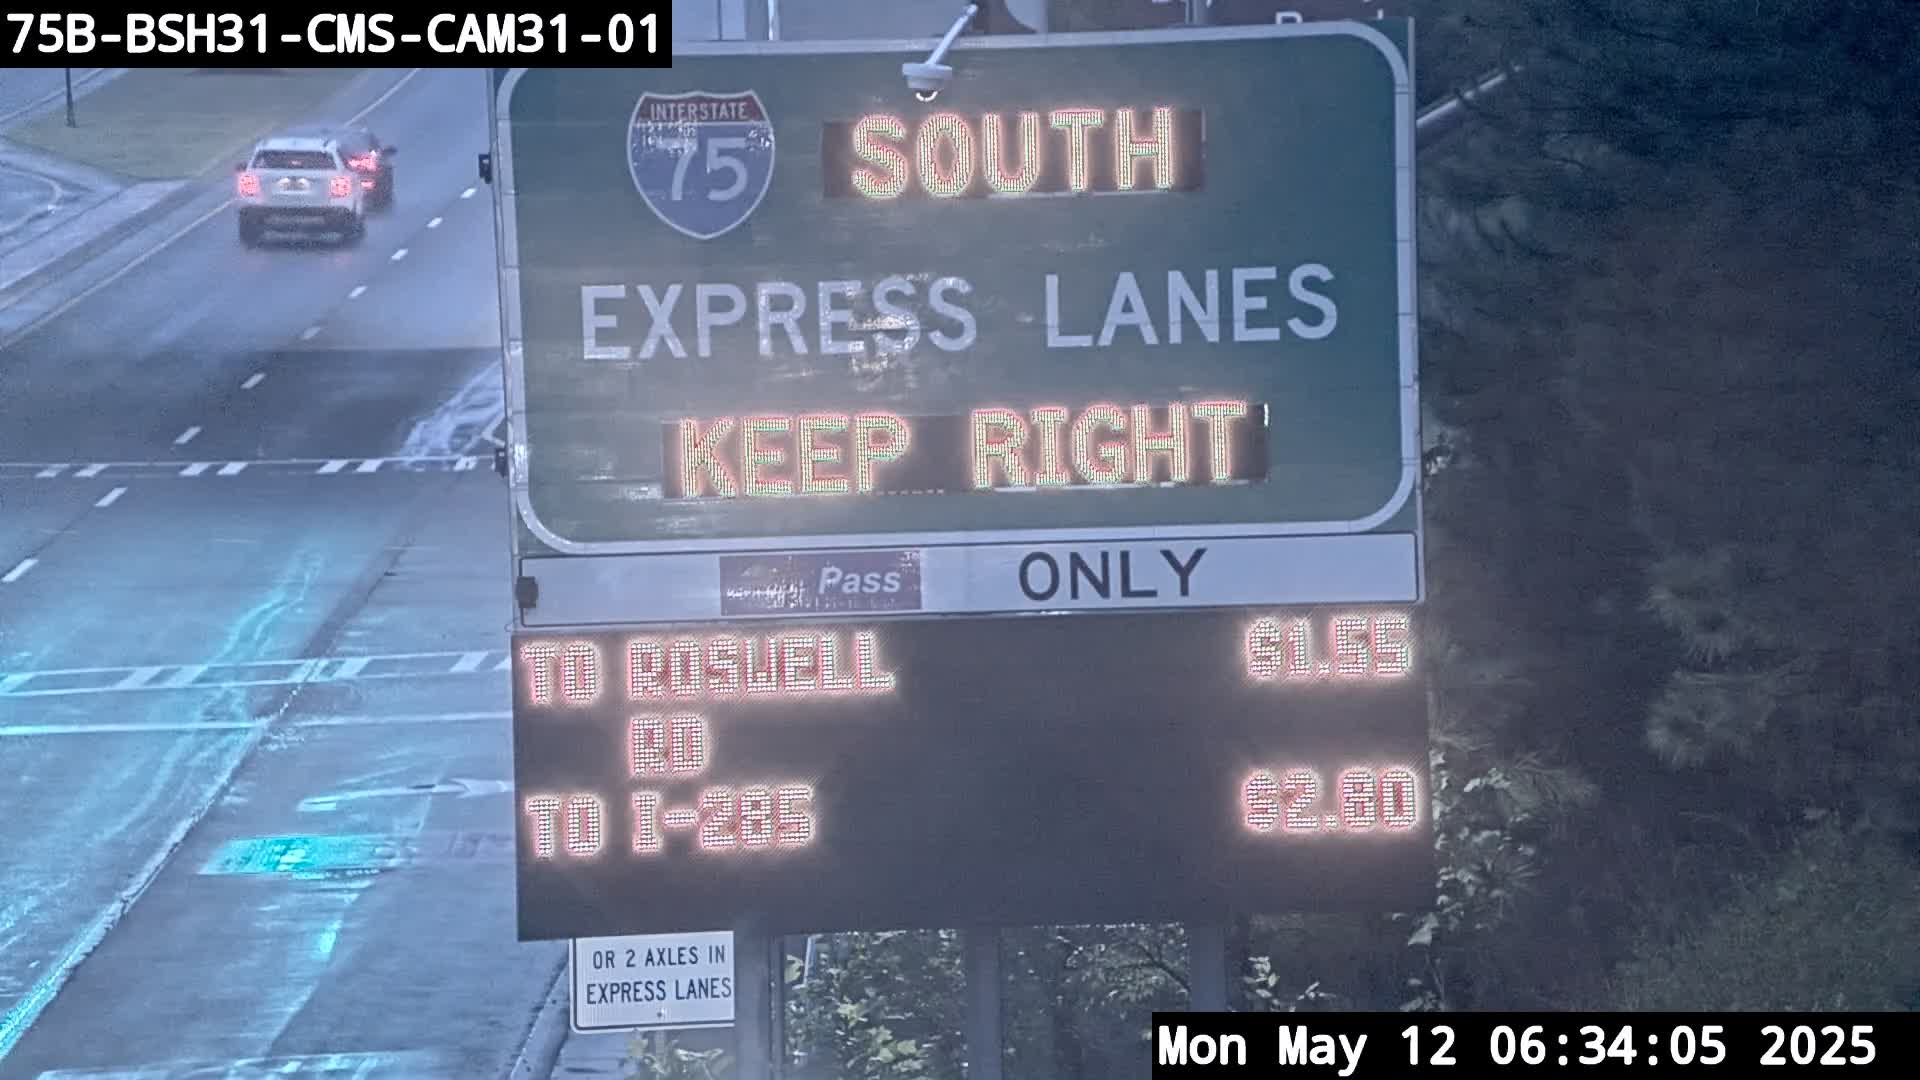 75B-BSH31-CMS-CAM31-01
INTERSTATE
75
SOUTH
EXPRESS LANES
KEEP RIGHT
Pass ONLY
TO ROSWELL $1.55
RD
TO I-285 $2.80
OR 2 AXLES IN
EXPRESS LANES
Mon May 12 06:34:05 2025